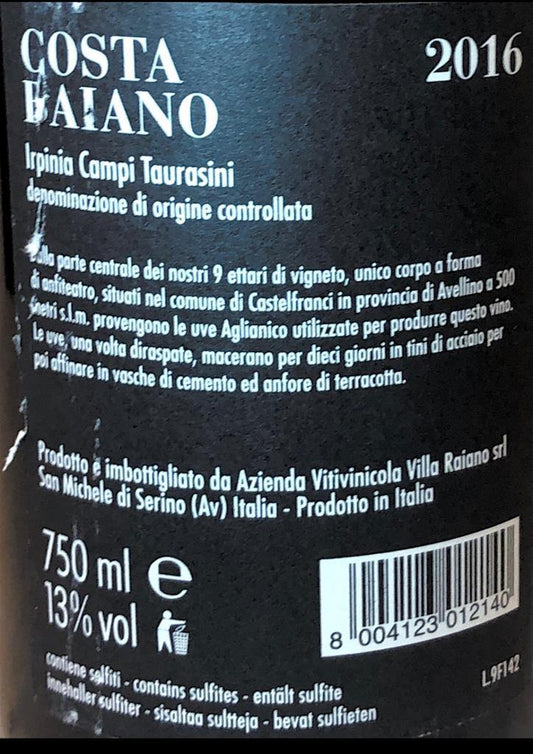 COSTA 2016
BAIANO
Irpinia Campi Taurasini
denominazione di origine controllata
Dalla parte centrale dei nostri 9 ettari di vigneto, unico corpo a forma
di anfiteatro, situati nel comune di Castelfranci in provincia di Avellino a 500
metri s.l.m. provengono le uve Aglianico utilizzate per produrre questo vino.
Le uve, una volta diraspate, macerano per dieci giorni in tini di acciaio per
poi affinare in vasche di cemento ed anfore di terracotta.
Prodotto e imbottigliato da Azienda Vitivinicola Villa Raiano srl
San Michele di Serino (Av) Italia - Prodotto in Italia
750 ml e
13% vol
8 004123 012140
contiene solfiti - contains sulfites - entält sulfite
innehaller sulfiter - sisaltaa sultteja - bevat sulfieten
L.9F142